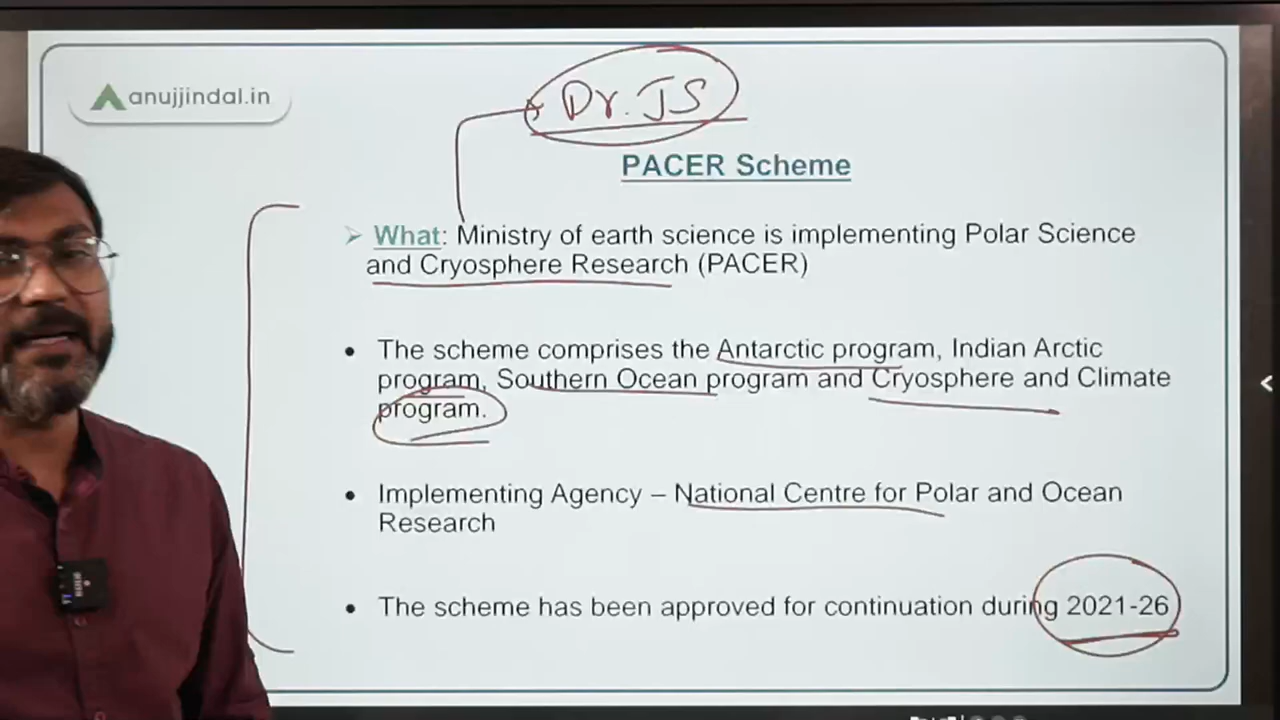 anujjindal.in
Dr. JS
PACER Scheme
What: Ministry of earth science is implementing Polar Science
and Cryosphere Research (PACER)
The scheme comprises the Antarctic program, Indian Arctic
program, Southern Ocean program and Cryosphere and Climate
program.
Implementing Agency – National Centre for Polar and Ocean
Research
The scheme has been approved for continuation during 2021-26